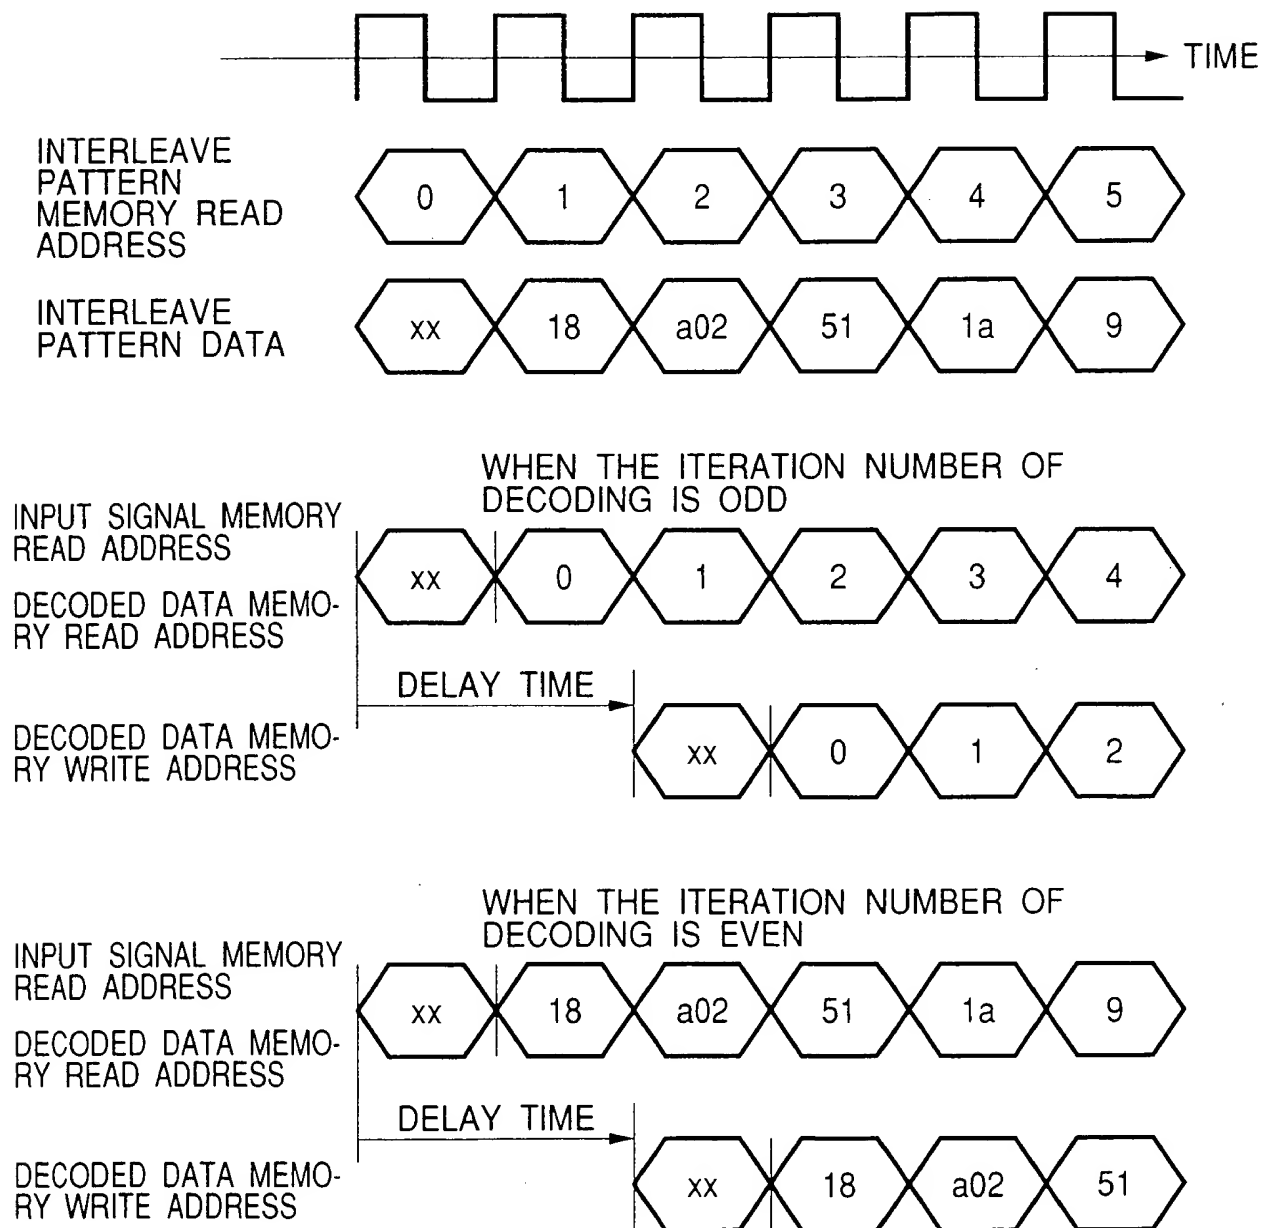 TIME
INTERLEAVE
PATTERN
MEMORY READ
ADDRESS
0 1 2 3 4 5
INTERLEAVE
PATTERN DATA
xx 18 a02 51 1a 9
WHEN THE ITERATION NUMBER OF
DECODING IS ODD
INPUT SIGNAL MEMORY
READ ADDRESS
DECODED DATA MEMO-
RY READ ADDRESS
xx 0 1 2 3 4
DELAY TIME
DECODED DATA MEMO-
RY WRITE ADDRESS
xx 0 1 2
WHEN THE ITERATION NUMBER OF
DECODING IS EVEN
INPUT SIGNAL MEMORY
READ ADDRESS
DECODED DATA MEMO-
RY READ ADDRESS
xx 18 a02 51 1a 9
DELAY TIME
DECODED DATA MEMO-
RY WRITE ADDRESS
xx 18 a02 51